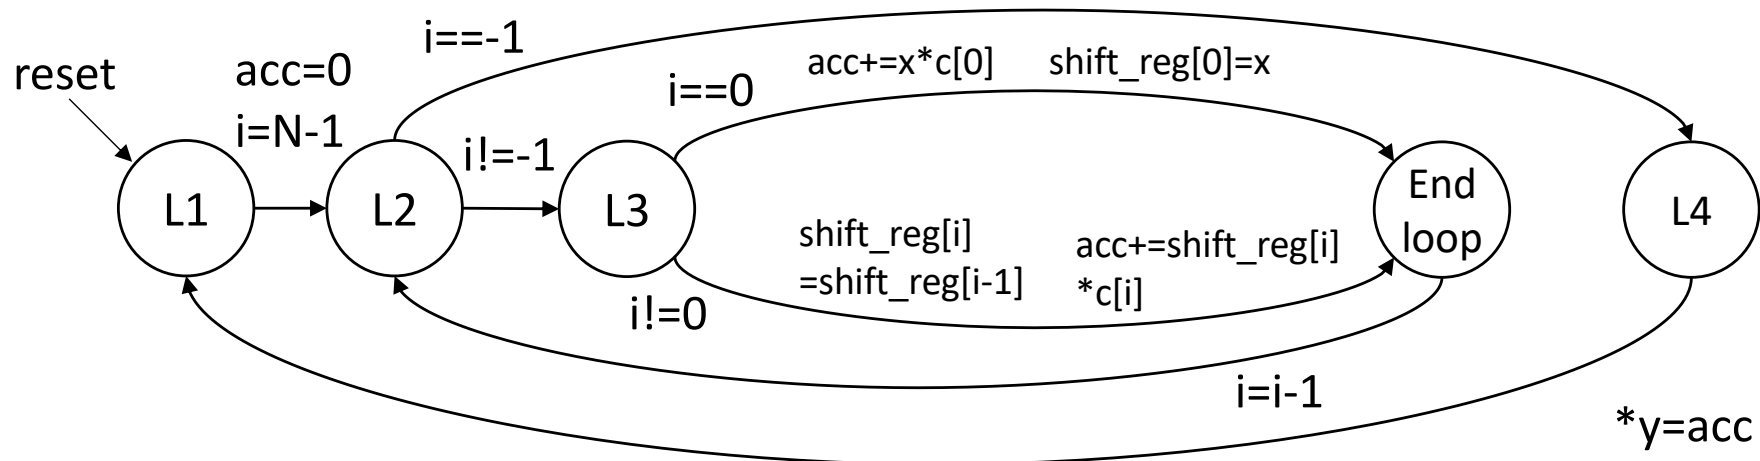 reset
acc=0
i=N-1
i==-1
i!=-1
i==0
acc+=x*c[0]
shift_reg[0]=x
L1
L2
L3
shift_reg[i]
=shift_reg[i-1]
acc+=shift_reg[i]
*c[i]
i!=0
End
loop
L4
i=i-1
*y=acc